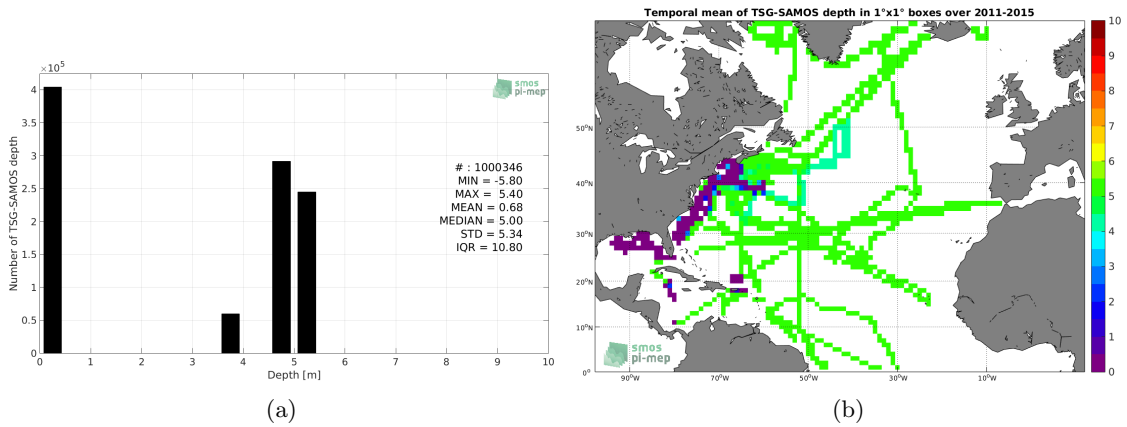 ×10⁵
4
3.5
3
2.5
2
1.5
1
0.5
0
Number of TSG-SAMOS depth
smos
pi-mep
# : 1000346
MIN = -5.80
MAX = 5.40
MEAN = 0.68
MEDIAN = 5.00
STD = 5.34
IQR = 10.80
0 1 2 3 4 5 6 7 8 9 10
Depth [m]
(a)
Temporal mean of TSG-SAMOS depth in 1°x1° boxes over 2011-2015
50°N
40°N
30°N
20°N
10°N
0°
90°W 70°W 50°W 30°W 10°W
smos
pi-mep
10
9
8
7
6
5
4
3
2
1
0
(b)